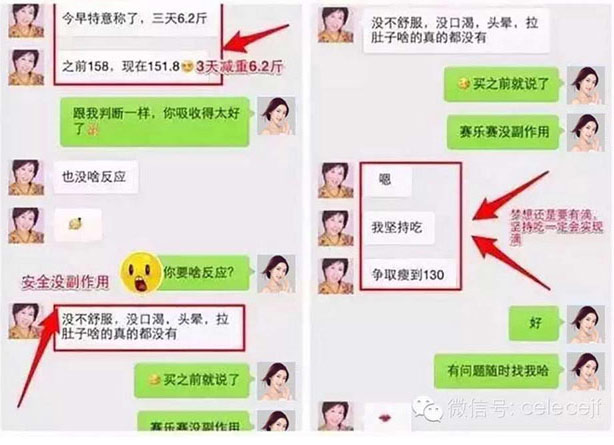 今早特意称了，三天6.2斤
之前158，现在151.8
3天减重6.2斤
跟我判断一样，你吸收得太好
了
也没啥反应
你要啥反应？
安全没副作用
没不舒服，没口渴，头晕，拉
肚子啥的真的都没有
买之前就说了
赛乐赛没副作用
没不舒服，没口渴，头晕，拉
肚子啥的真的都没有
买之前就说了
赛乐赛没副作用
嗯
我坚持吃
争取瘦到130
梦想还是要有滴，
坚持吃一定会实现
滴
好
有问题随时找我哈
微信号: celecejf